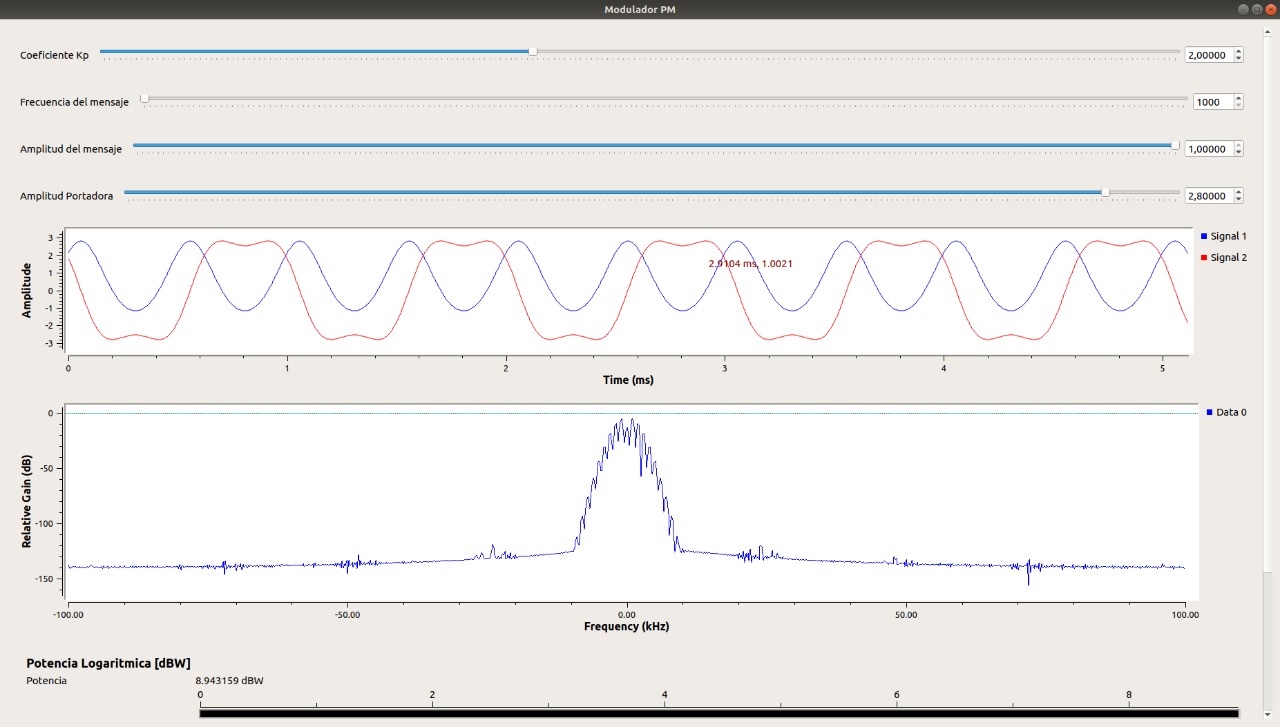 Modulador PM
Coeficiente Kp 2,00000
Frecuencia del mensaje 1000
Amplitud del mensaje 1,00000
Amplitud Portadora 2,80000
Signal 1
Signal 2
2.9104 ms, 1.0021
Amplitude
3
2
1
0
-1
-2
-3
0 1 2 3 4 5
Time (ms)
Data 0
Relative Gain (dB)
0
-50
-100
-150
-100.00 -50.00 0.00 50.00 100.00
Frequency (kHz)
Potencia Logaritmica [dBW]
Potencia 8.943159 dBW
0 2 4 6 8